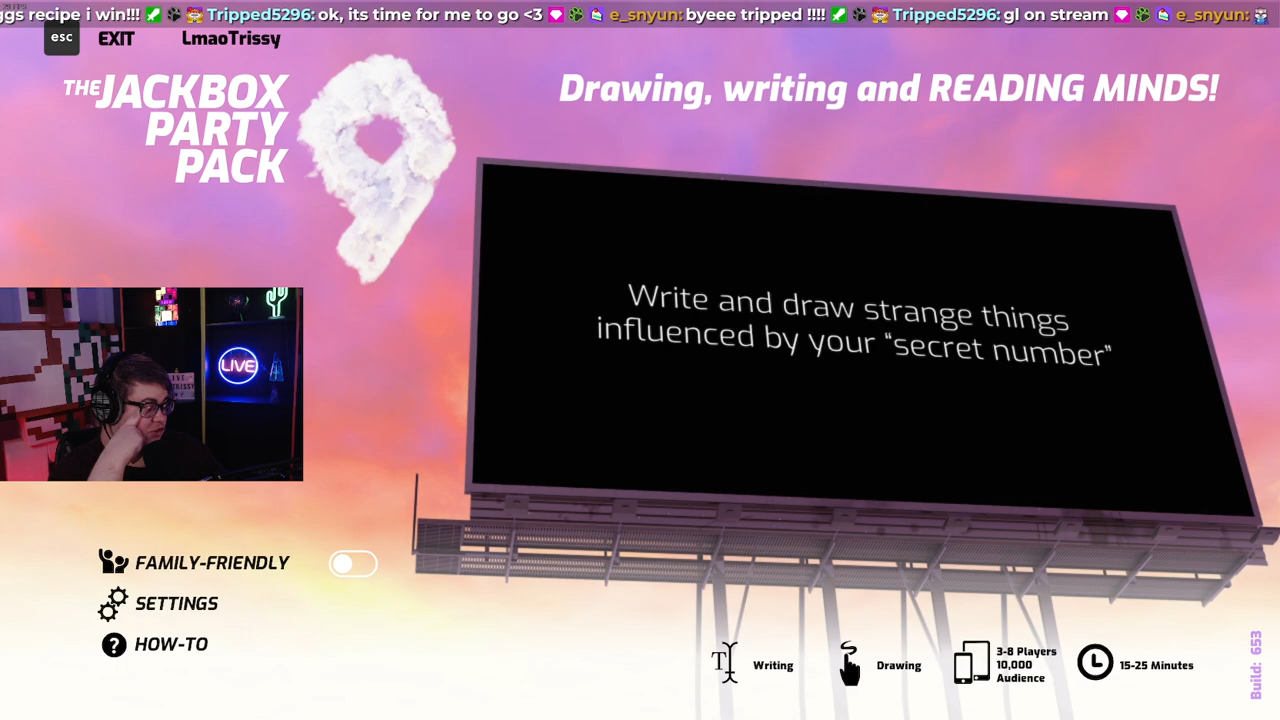 ggs recipe i win!!! Tripped5296: ok, its time for me to go <3 e_snyun: byeee tripped !!!! Tripped5296: gl on stream e_snyun:
esc EXIT LmaoTrissy
THE JACKBOX
PARTY
PACK
9
Drawing, writing and READING MINDS!
Write and draw strange things
influenced by your “secret number”
LIVE
FAMILY-FRIENDLY
SETTINGS
? HOW-TO
Writing
Drawing
3-8 Players
10,000
Audience
15-25 Minutes
Build: 653